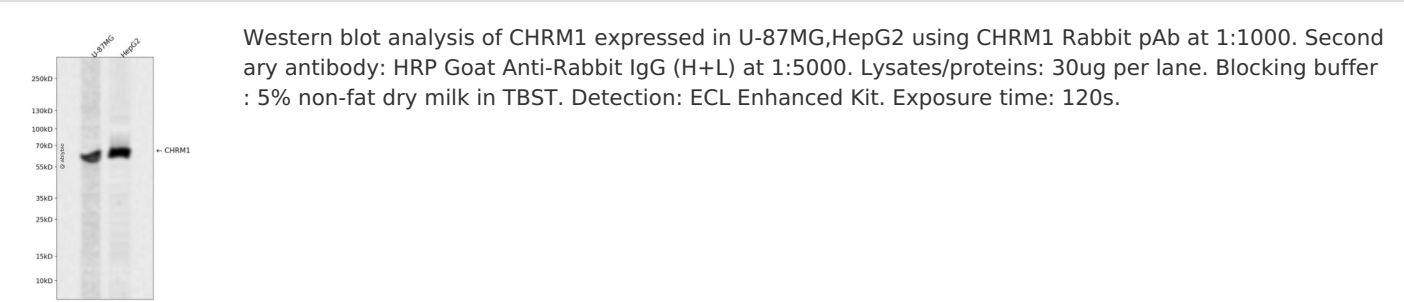 U-87MG
HepG2
Western blot analysis of CHRM1 expressed in U-87MG,HepG2 using CHRM1 Rabbit pAb at 1:1000. Second
ary antibody: HRP Goat Anti-Rabbit IgG (H+L) at 1:5000. Lysates/proteins: 30ug per lane. Blocking buffer
: 5% non-fat dry milk in TBST. Detection: ECL Enhanced Kit. Exposure time: 120s.
250kD
130kD
100kD
70kD
← CHRM1
55kD
35kD
25kD
15kD
10kD